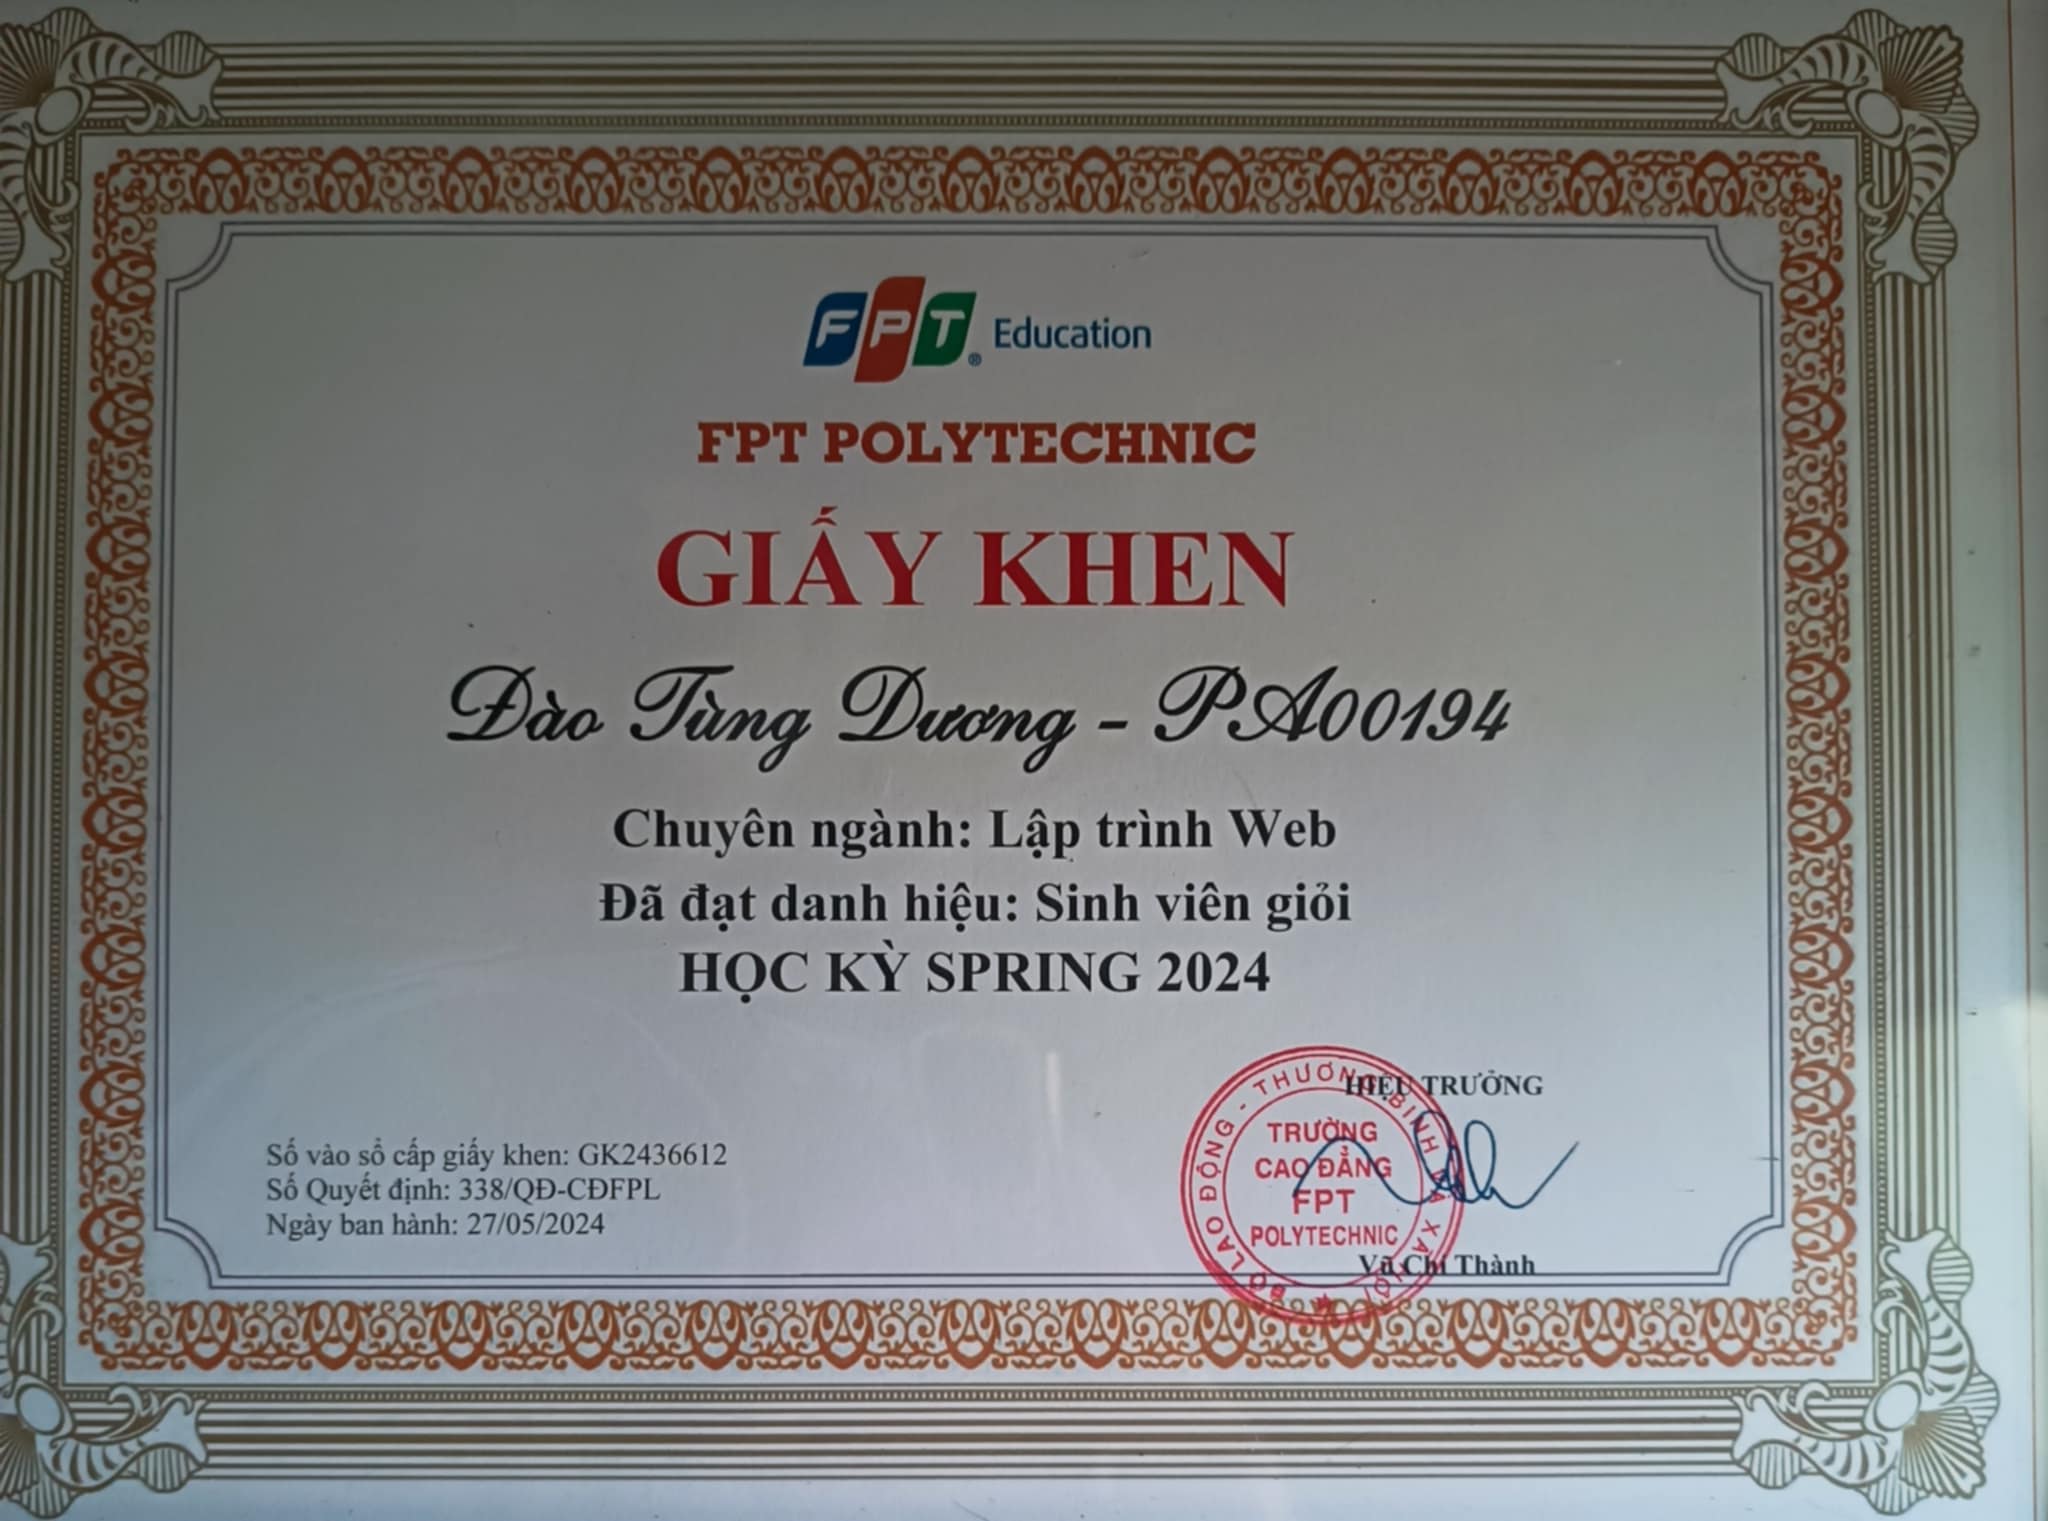 FPT Education
FPT POLYTECHNIC
GIẤY KHEN
Đào Tùng Dương - PA00194
Chuyên ngành: Lập trình Web
Đã đạt danh hiệu: Sinh viên giỏi
HỌC KỲ SPRING 2024
Số vào sổ cấp giấy khen: GK2436612
Số Quyết định: 338/QĐ-CĐFPL
Ngày ban hành: 27/05/2024
HIỆU TRƯỞNG
BỘ LAO ĐỘNG - THƯƠNG BINH VÀ XÃ HỘI
TRƯỜNG
CAO ĐẲNG
FPT
POLYTECHNIC
Vũ Chí Thành